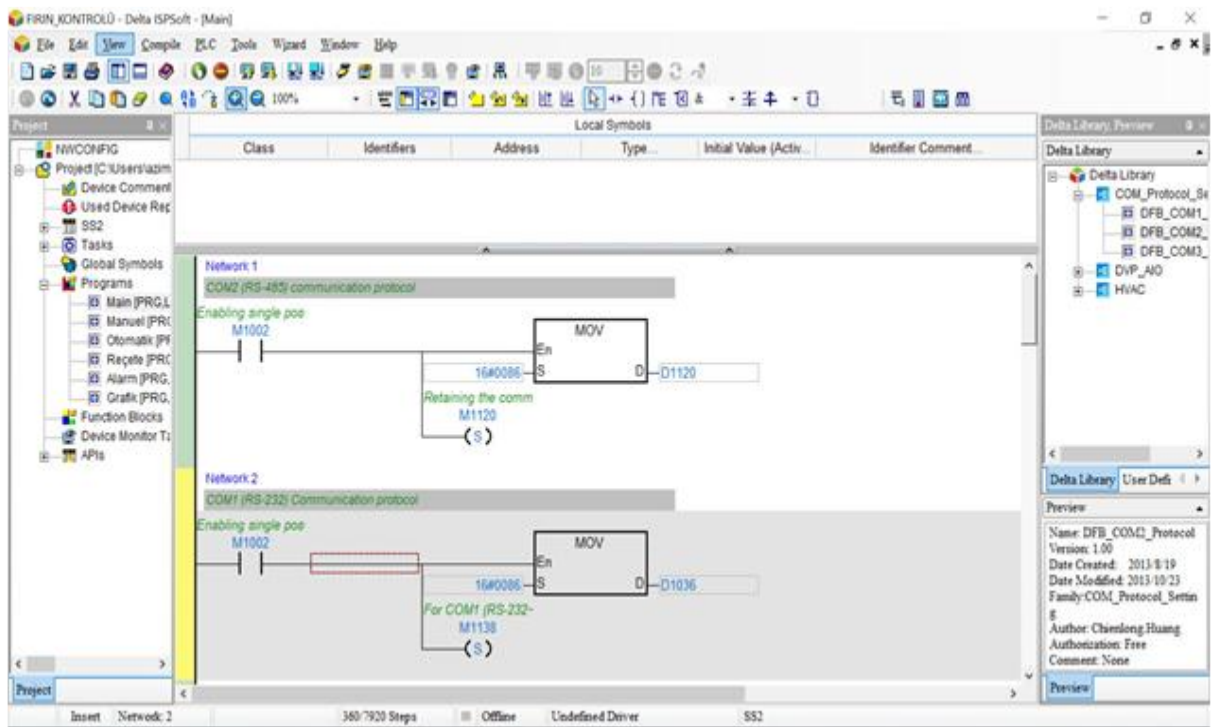 FIRIN_KONTROLÜ - Delta ISPSoft - [Main]
File Edit View Compile PLC Tools Wizard Window Help
100%
Project
NWCONFIG
Project [C:\Users\azim
Device Comment
Used Device Rep
SS2
Tasks
Global Symbols
Programs
Main [PRG,L
Manuel [PRG
Otomatik [PR
Reçete [PRG
Alarm [PRG,
Grafik [PRG,
Function Blocks
Device Monitor Ta
APIs
Project
Local Symbols
Class Identifiers Address Type... Initial Value (Activ... Identifier Comment...
Network 1
COM2 (RS-485) communication protocol
Enabling single pos
M1002
MOV
En
16#0086 S D D1120
Retaining the comm
M1120
S
Network 2
COM1 (RS-232) Communication protocol
Enabling single pos
M1002
MOV
En
16#0086 S D D1036
For COM1 (RS-232~
M1138
S
Delta Library, Preview
Delta Library
Delta Library
COM_Protocol_Se
DFB_COM1_
DFB_COM2_
DFB_COM3_
DVP_AIO
HVAC
Delta Library User Defi
Preview
Name: DFB_COM2_Protocol
Version: 1.00
Date Created: 2013/8/19
Date Modified: 2013/10/23
Family:COM_Protocol_Settin
g
Author: Chienlong.Huang
Authorization: Free
Comment: None
Preview
Insert Network: 2 360/7920 Steps Offline Undefined Driver SS2